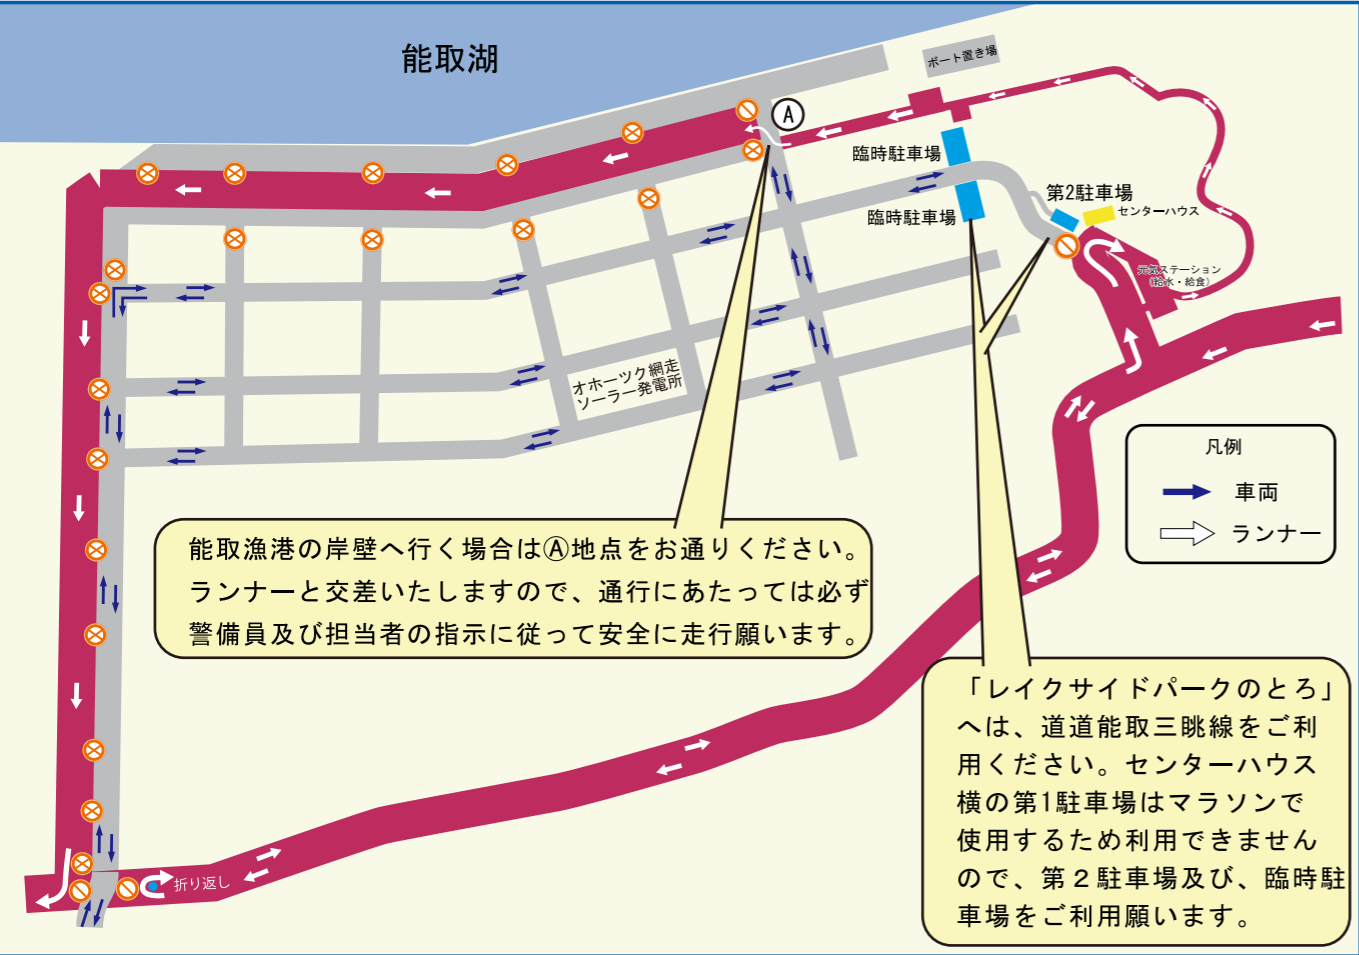 能取湖
ボート置き場
A
臨時駐車場
臨時駐車場
第2駐車場
センターハウス
元気ステーション
(給水・給食)
オホーツク網走
ソーラー発電所
凡例
車両
ランナー
能取漁港の岸壁へ行く場合はⒶ地点をお通りください。
ランナーと交差いたしますので、通行にあたっては必ず
警備員及び担当者の指示に従って安全に走行願います。
「レイクサイドパークのとろ」
へは、道道能取三眺線をご利
用ください。センターハウス
横の第1駐車場はマラソンで
使用するため利用できません
ので、第２駐車場及び、臨時駐
車場をご利用願います。
折り返し